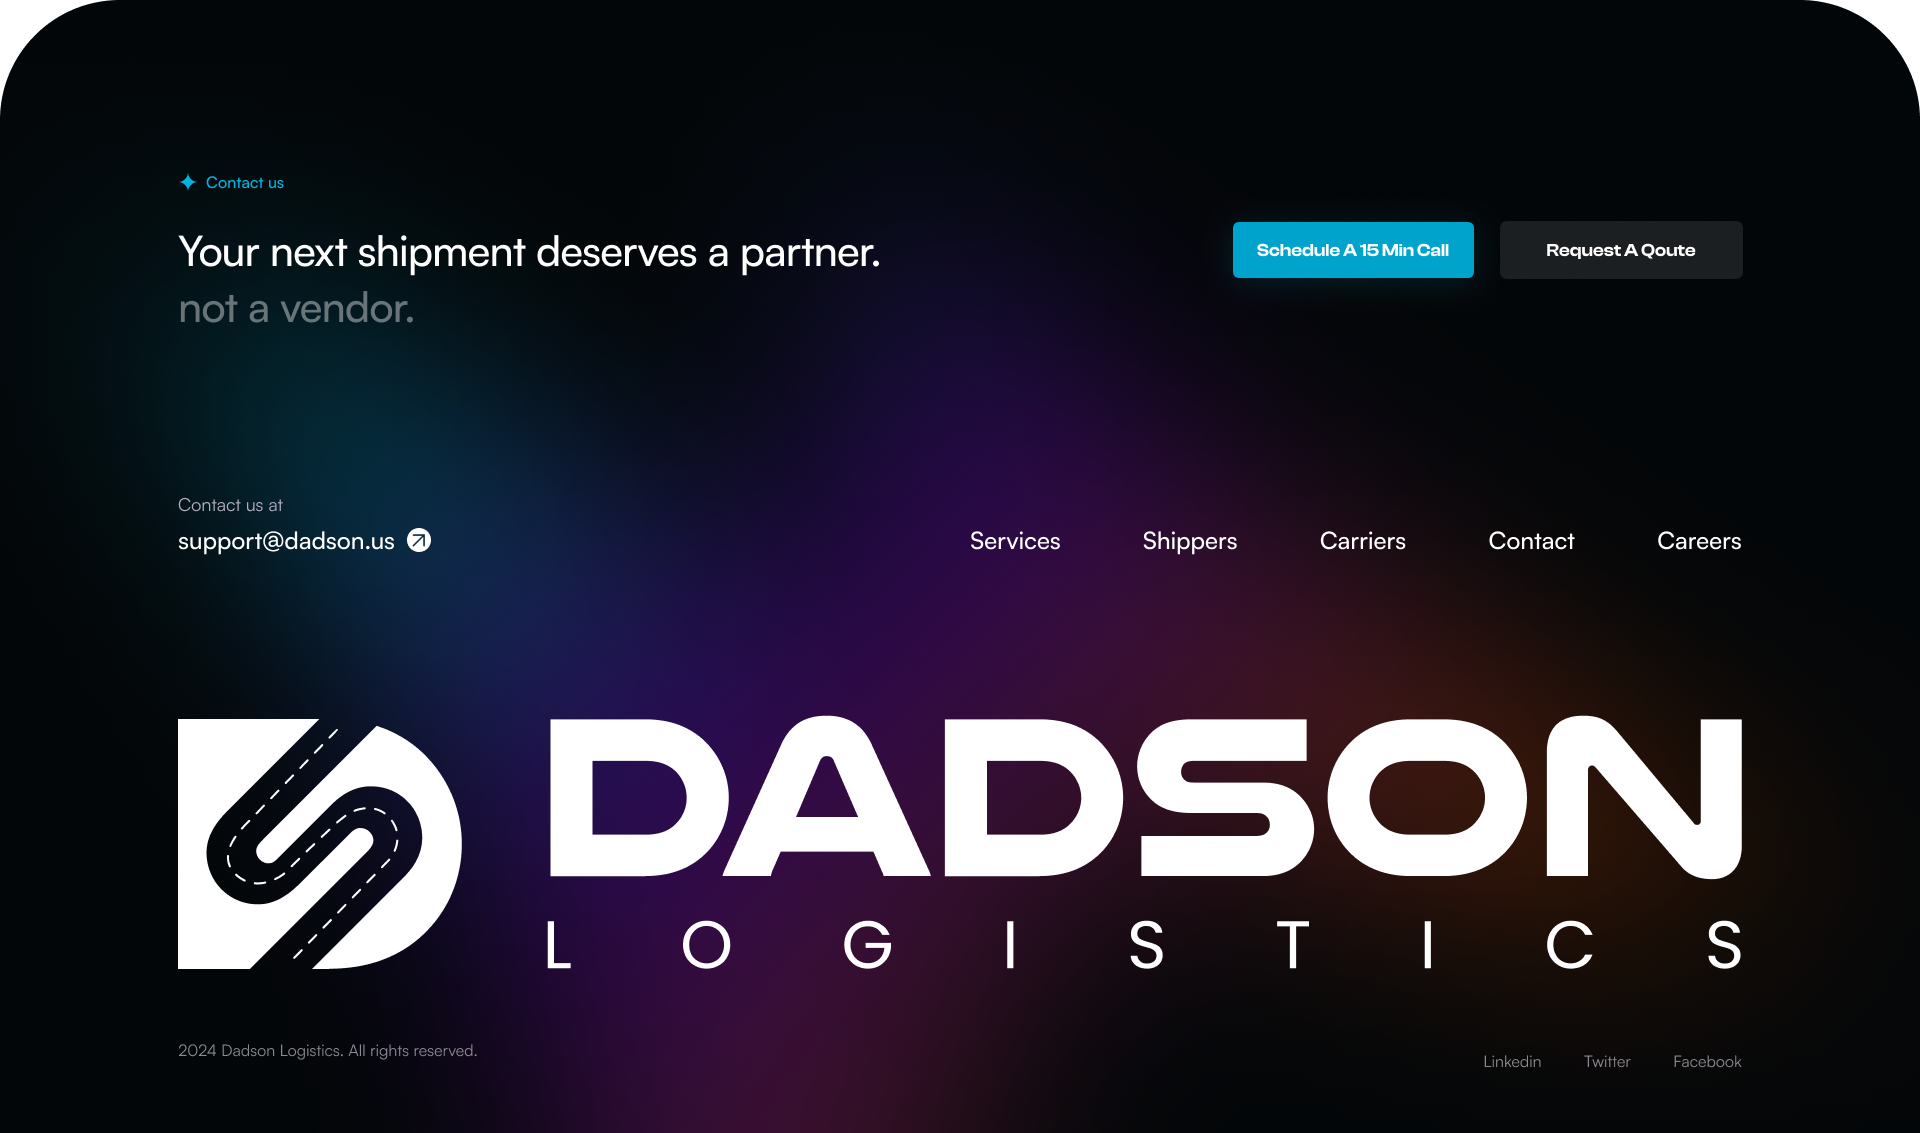 Contact us
Your next shipment deserves a partner.
not a vendor.
Schedule A 15 Min Call
Request A Qoute
Contact us at
support@dadson.us
Services
Shippers
Carriers
Contact
Careers
DADSON
LOGISTICS
2024 Dadson Logistics. All rights reserved.
Linkedin
Twitter
Facebook